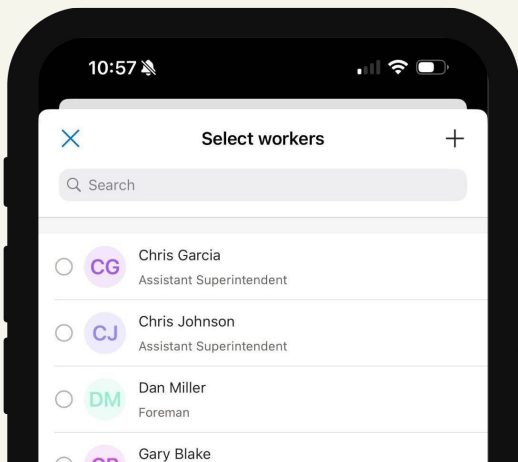 10:57
Select workers
Search
CG
Chris Garcia
Assistant Superintendent
CJ
Chris Johnson
Assistant Superintendent
DM
Dan Miller
Foreman
Gary Blake